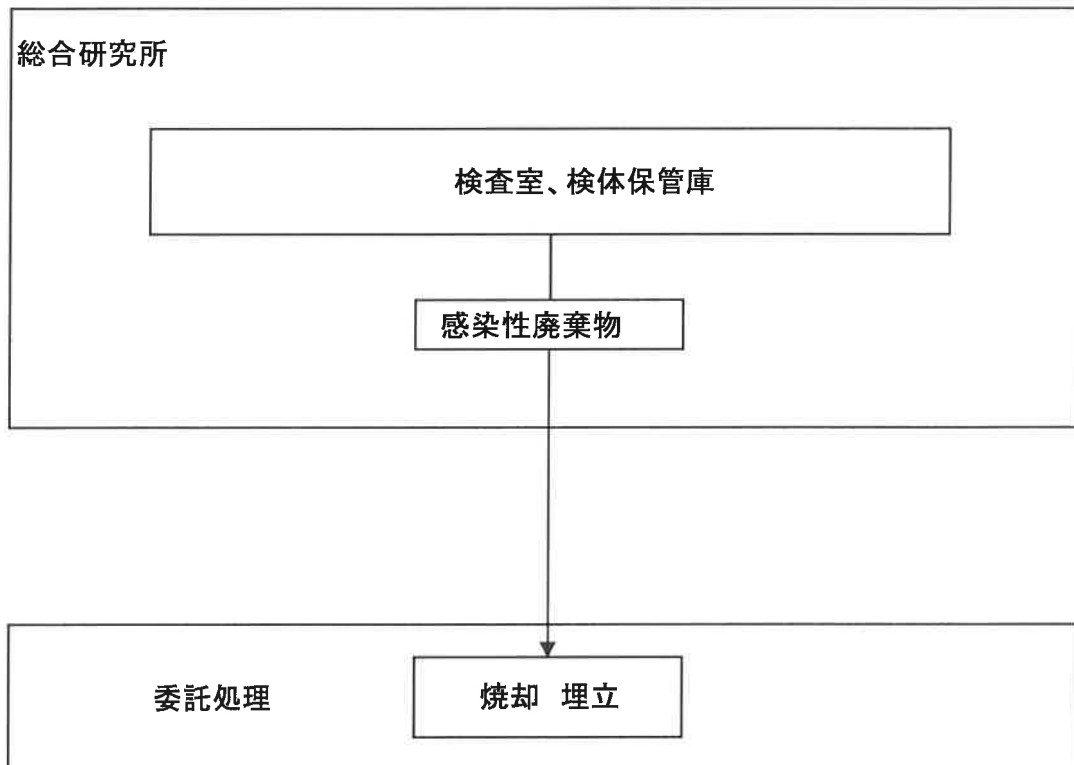 総合研究所
検査室、検体保管庫
感染性廃棄物
委託処理
焼却 埋立